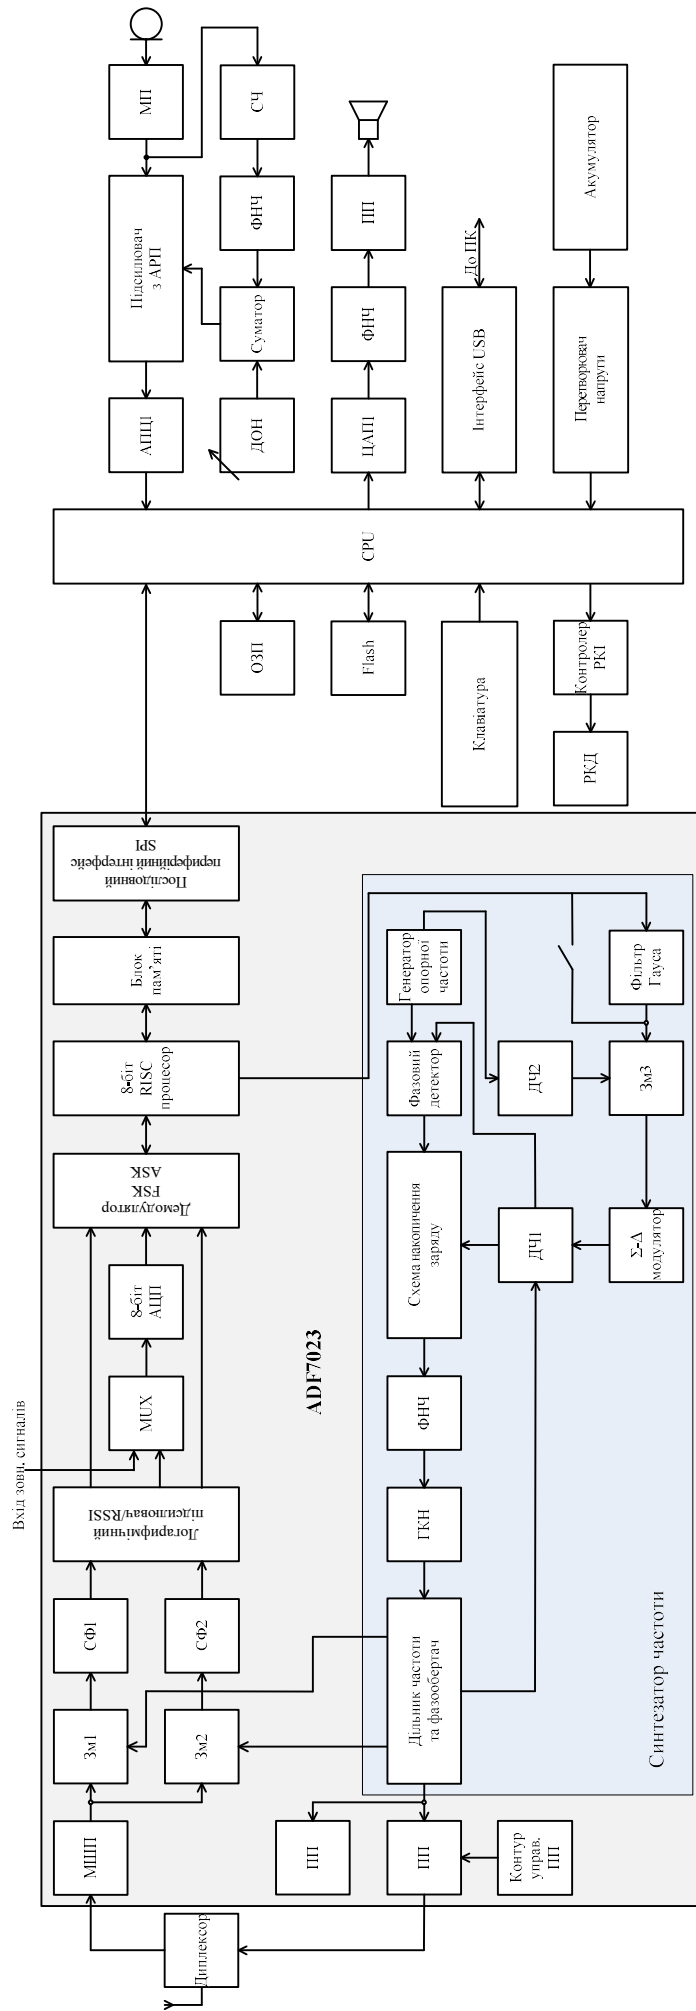 Вхід зовн. сигналів
Диплексор
МШП
Зм1
СФ1
Зм2
СФ2
Логарифмічний
підсилювач/RSSI
MUX
8-біт
АЦП
Демодулятор
FSK
ASK
8-біт
RISC
процесор
Блок
пам’яті
Послідовний
периферійний інтерфейс
SPI
ADF7023
ПП
ПП
Контур
управ.
ПП
Дільник частоти
та фазообертач
ГКН
ФНЧ
Схема накопичення
заряду
Фазовий
детектор
Генератор
опорної
частоти
ДЧ1
ДЧ2
Σ-Δ
модулятор
Зм3
Фільтр
Гауса
Синтезатор частоти
CPU
ОЗП
Flash
Клавіатура
Контролер
РКІ
РКД
АПЦ1
Підсилювач
з АРП
МП
ДОН
Суматор
ФНЧ
СЧ
ЦАП1
ФНЧ
ПП
Інтерфейс USB
До ПК
Перетворювач
напруги
Акумулятор